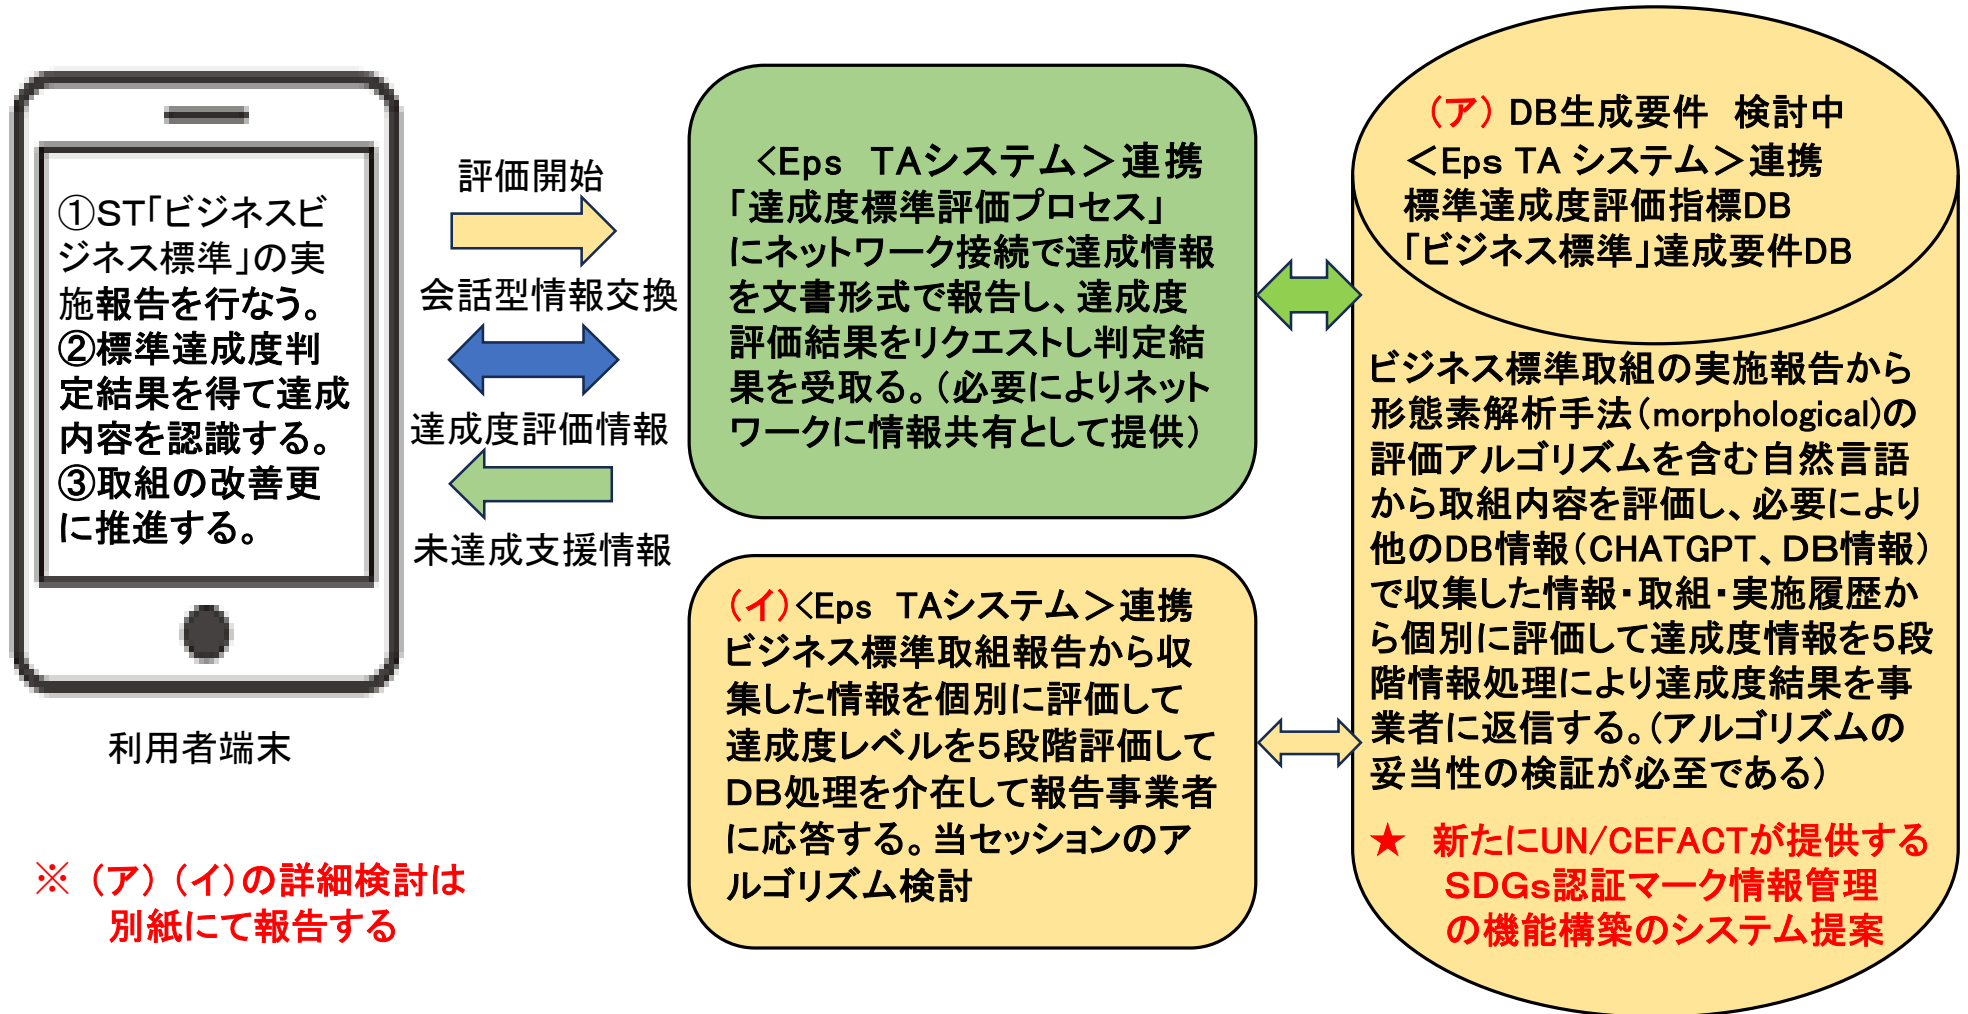 ①ST「ビジネスビ
ジネス標準」の実
施報告を行なう。
②標準達成度判
定結果を得て達成
内容を認識する。
③取組の改善更
に推進する。
利用者端末
※（ア）（イ）の詳細検討は
別紙にて報告する
評価開始
会話型情報交換
達成度評価情報
未達成支援情報
<Eps　TAシステム＞連携
「達成度標準評価プロセス」
にネットワーク接続で達成情報
を文書形式で報告し、達成度
評価結果をリクエストし判定結
果を受取る。（必要によりネット
ワークに情報共有として提供）
（イ）<Eps　TAシステム＞連携
ビジネス標準取組報告から収
集した情報を個別に評価して
達成度レベルを５段階評価して
ＤＢ処理を介在して報告事業者
に応答する。当セッションのア
ルゴリズム検討
（ア）DB生成要件　検討中
＜Eps TA システム＞連携
標準達成度評価指標DB
「ビジネス標準」達成要件DB
ビジネス標準取組の実施報告から
形態素解析手法（morphological)の
評価アルゴリズムを含む自然言語
から取組内容を評価し、必要により
他のDB情報（CHATGPT、ＤＢ情報）
で収集した情報・取組・実施履歴か
ら個別に評価して達成度情報を５段
階情報処理により達成度結果を事
業者に返信する。（アルゴリズムの
妥当性の検証が必至である）
★　新たにUN/CEFACTが提供する
ＳＤＧｓ認証マーク情報管理
の機能構築のシステム提案